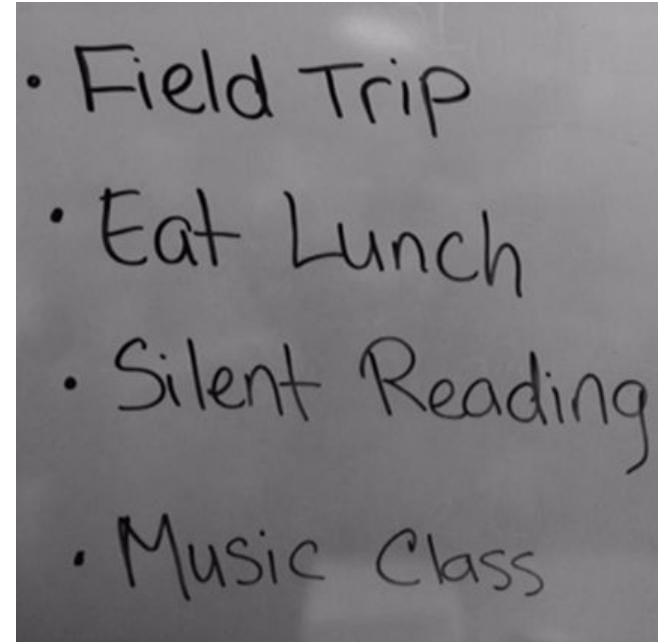 • Field Trip
• Eat Lunch
• Silent Reading
• Music Class